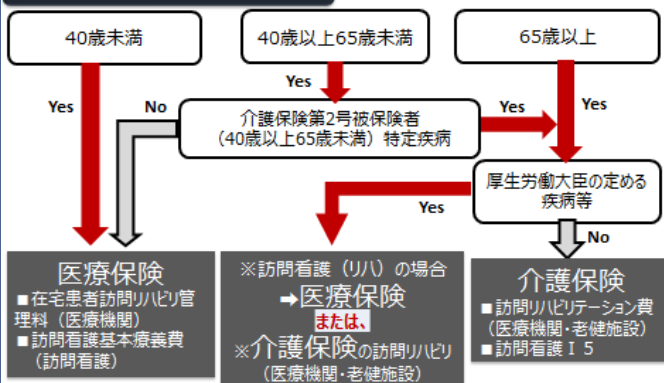 40歳未満
40歳以上65歳未満
65歳以上
Yes
No
Yes
Yes
Yes
介護保険第2号被保険者
（40歳以上65歳未満）特定疾病
厚生労働大臣の定める
疾病等
Yes
No
医療保険
■在宅患者訪問リハビリ管
理料（医療機関）
■訪問看護基本療養費
（訪問看護）
※訪問看護（リハ）の場合
➡医療保険
または、
※介護保険の訪問リハビリ
（医療機関・老健施設）
介護保険
■訪問リハビリテーション費
（医療機関・老健施設）
■訪問看護Ⅰ５